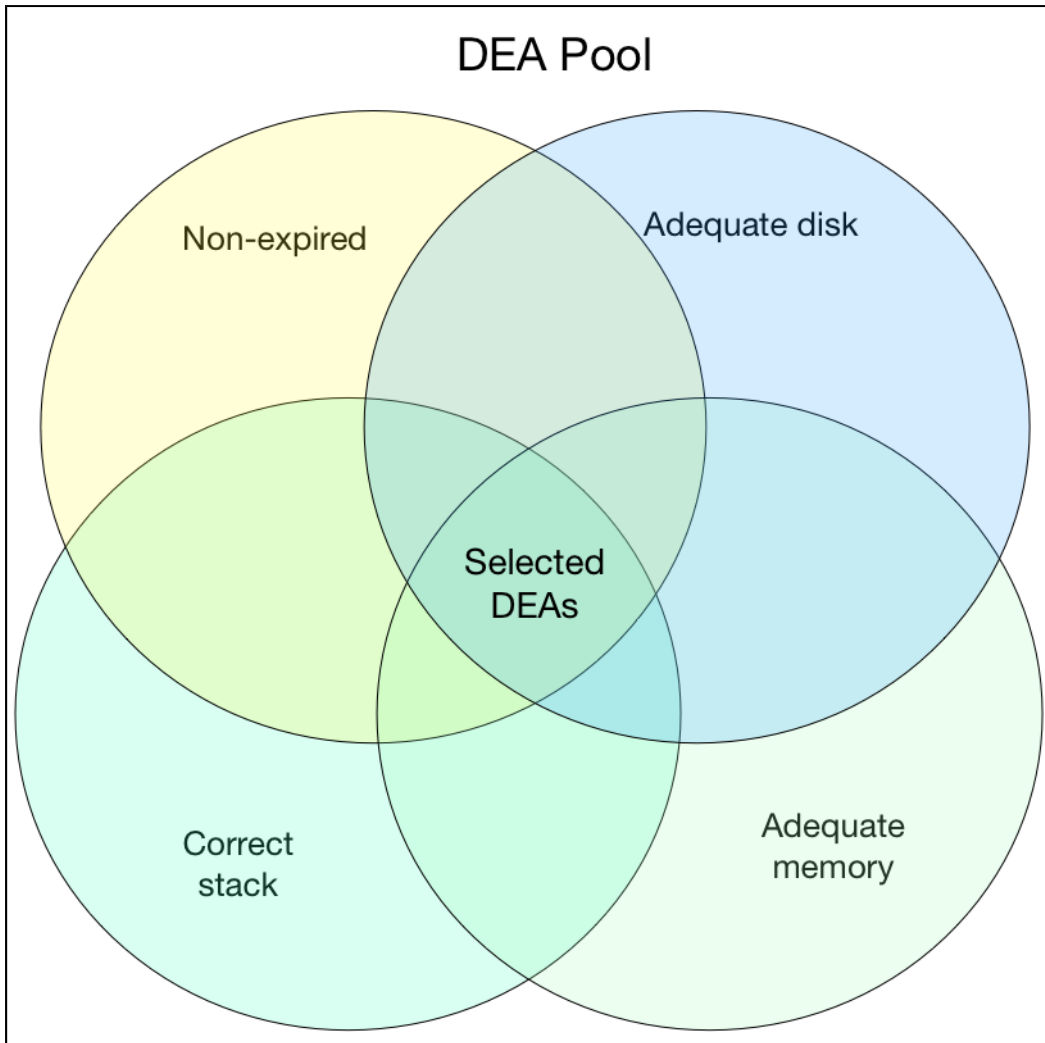 DEA Pool
Non-expired
Adequate disk
Selected
DEAs
Correct
stack
Adequate
memory